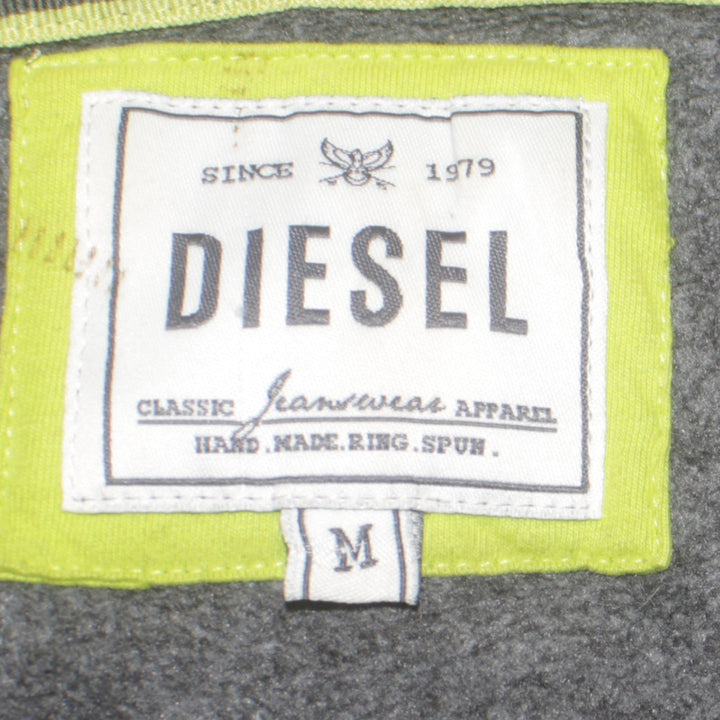 SINCE 1979
DIESEL
CLASSIC Jeanswear APPAREL
HAND.MADE.RING.SPUN.
M